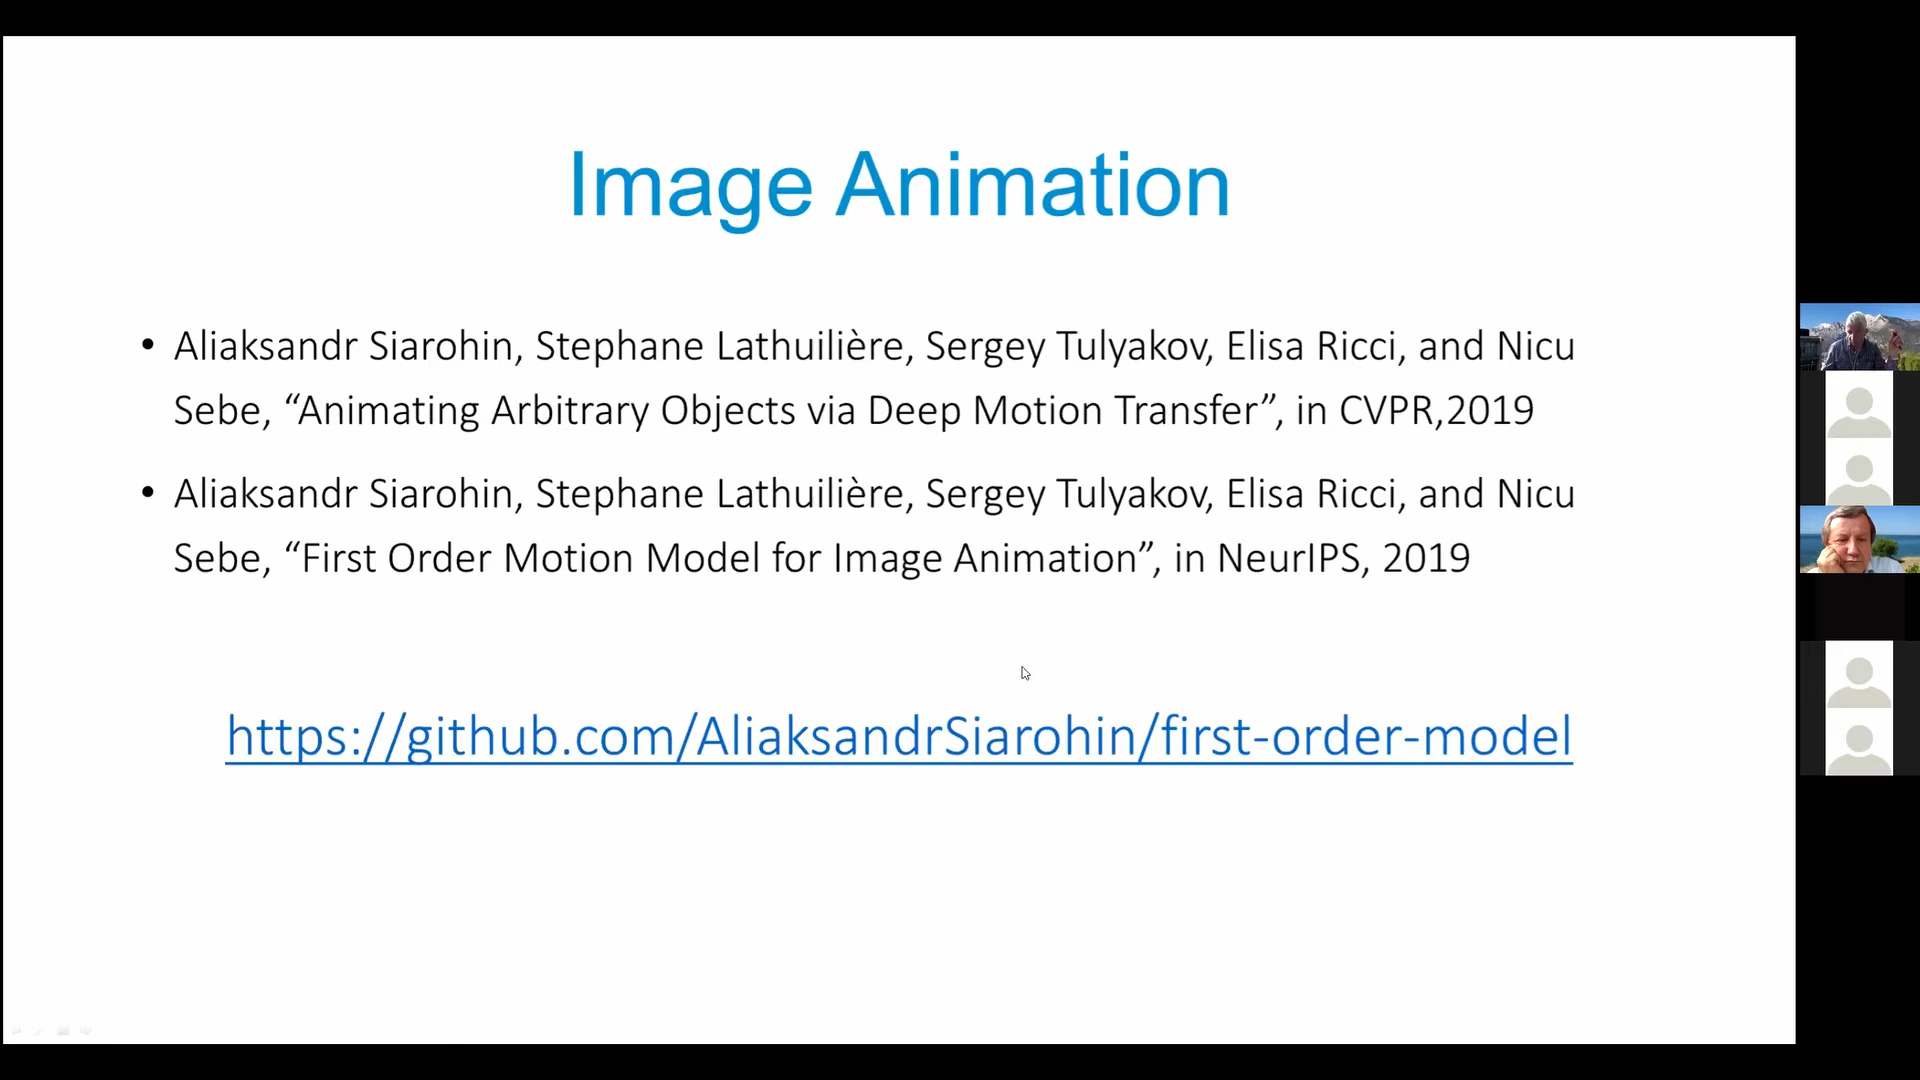 Image Animation
• Aliaksandr Siarohin, Stephane Lathuilière, Sergey Tulyakov, Elisa Ricci, and Nicu
Sebe, “Animating Arbitrary Objects via Deep Motion Transfer”, in CVPR,2019
• Aliaksandr Siarohin, Stephane Lathuilière, Sergey Tulyakov, Elisa Ricci, and Nicu
Sebe, “First Order Motion Model for Image Animation”, in NeurIPS, 2019
https://github.com/AliaksandrSiarohin/first-order-model